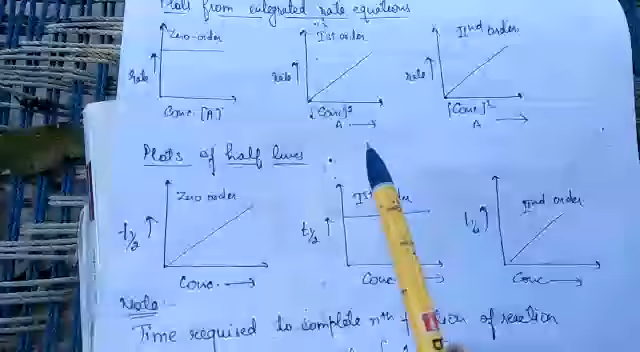 Plots from integrated rate equations
Zero-order
rate
Conc. [A]
Ist order
rate
[Conc]²
A
IInd order
rate
[Conc]²
A
Plots of half lives
Zero order
t½
Conc.
Ist
t½
Conc
IInd order
t½
Conc
Note:-
Time required to complete nth of reaction